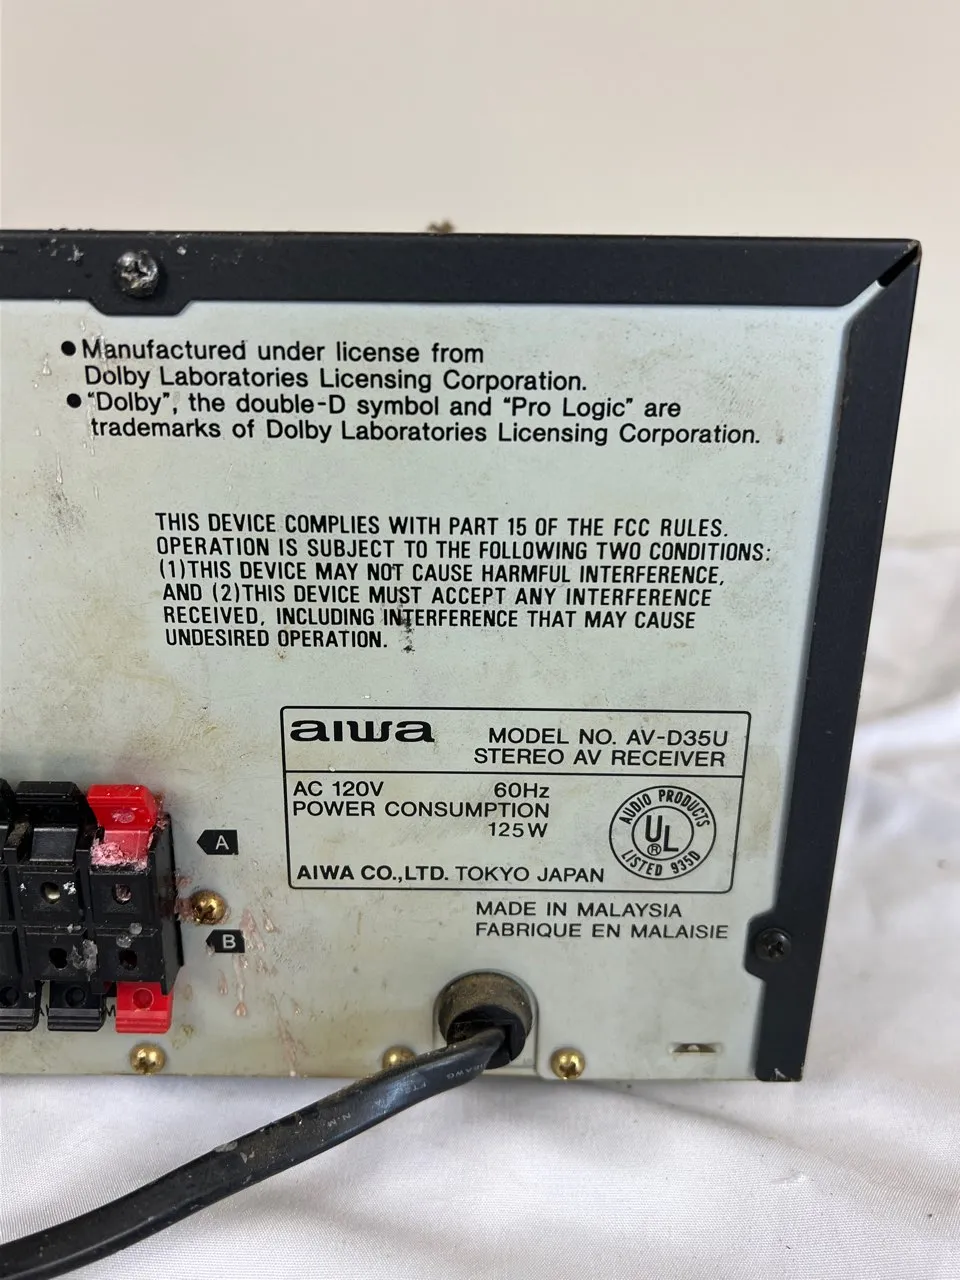 ●Manufactured under license from
Dolby Laboratories Licensing Corporation.
●"Dolby", the double-D symbol and "Pro Logic" are
trademarks of Dolby Laboratories Licensing Corporation.
THIS DEVICE COMPLIES WITH PART 15 OF THE FCC RULES.
OPERATION IS SUBJECT TO THE FOLLOWING TWO CONDITIONS:
(1)THIS DEVICE MAY NOT CAUSE HARMFUL INTERFERENCE,
AND (2)THIS DEVICE MUST ACCEPT ANY INTERFERENCE
RECEIVED, INCLUDING INTERFERENCE THAT MAY CAUSE
UNDESIRED OPERATION.
aiwa
MODEL NO. AV-D35U
STEREO AV RECEIVER
AC 120V 60Hz
POWER CONSUMPTION
125W
AUDIO PRODUCTS
UL
®
LISTED 935D
AIWA CO.,LTD. TOKYO JAPAN
MADE IN MALAYSIA
FABRIQUE EN MALAISIE
A
B